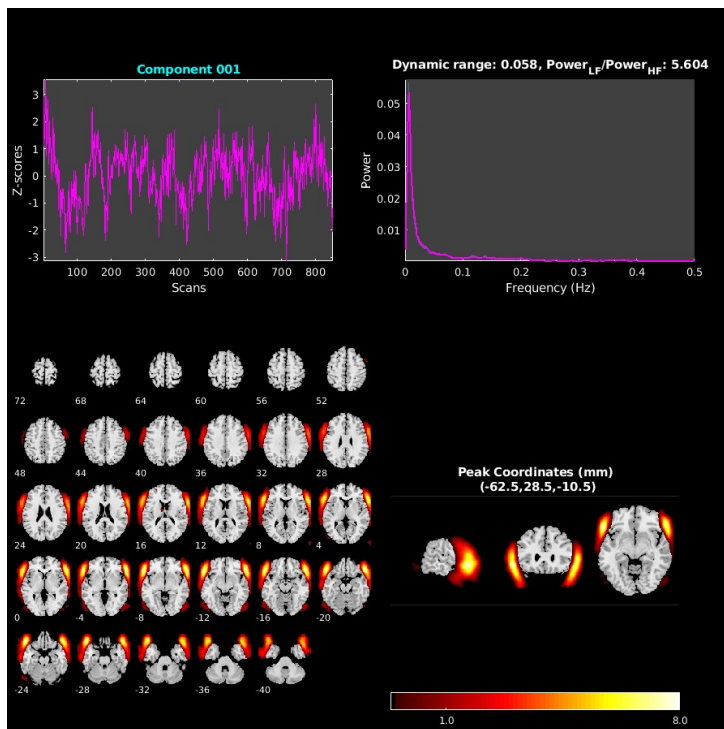 Component 001
3
2
1
0
-1
-2
-3
Z-scores
100 200 300 400 500 600 700 800
Scans
Dynamic range: 0.058, Power_LF/Power_HF: 5.604
0.05
0.04
0.03
0.02
0.01
Power
0 0.1 0.2 0.3 0.4 0.5
Frequency (Hz)
72 68 64 60 56 52
48 44 40 36 32 28
24 20 16 12 8 4
0 -4 -8 -12 -16 -20
-24 -28 -32 -36 -40
Peak Coordinates (mm)
(-62.5,28.5,-10.5)
1.0 8.0